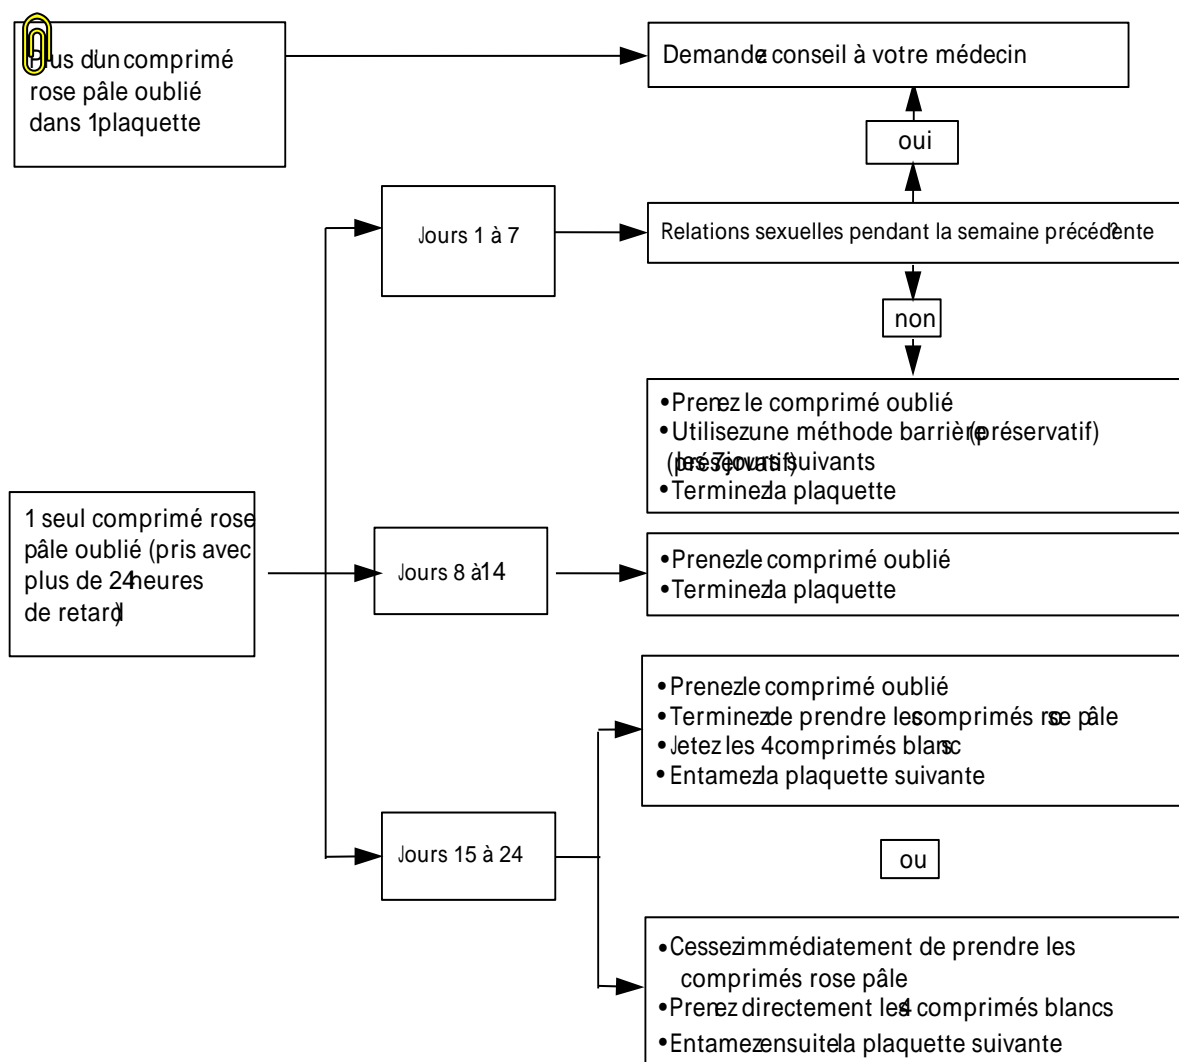 Plus d'un comprimé
rose pâle oublié
dans 1 plaquette
Demandez conseil à votre médecin
oui
Jours 1 à 7
Relations sexuelles pendant la semaine précédente ?
non
• Prenez le comprimé oublié
• Utilisez une méthode barrière (préservatif)
(préservatif) les 7 jours suivants
• Terminez la plaquette
1 seul comprimé rose
pâle oublié (pris avec
plus de 24 heures
de retard)
Jours 8 à 14
• Prenez le comprimé oublié
• Terminez la plaquette
Jours 15 à 24
• Prenez le comprimé oublié
• Terminez de prendre les comprimés rose pâle
• Jetez les 4 comprimés blancs
• Entamez la plaquette suivante
ou
• Cessez immédiatement de prendre les
comprimés rose pâle
• Prenez directement les 4 comprimés blancs
• Entamez ensuite la plaquette suivante